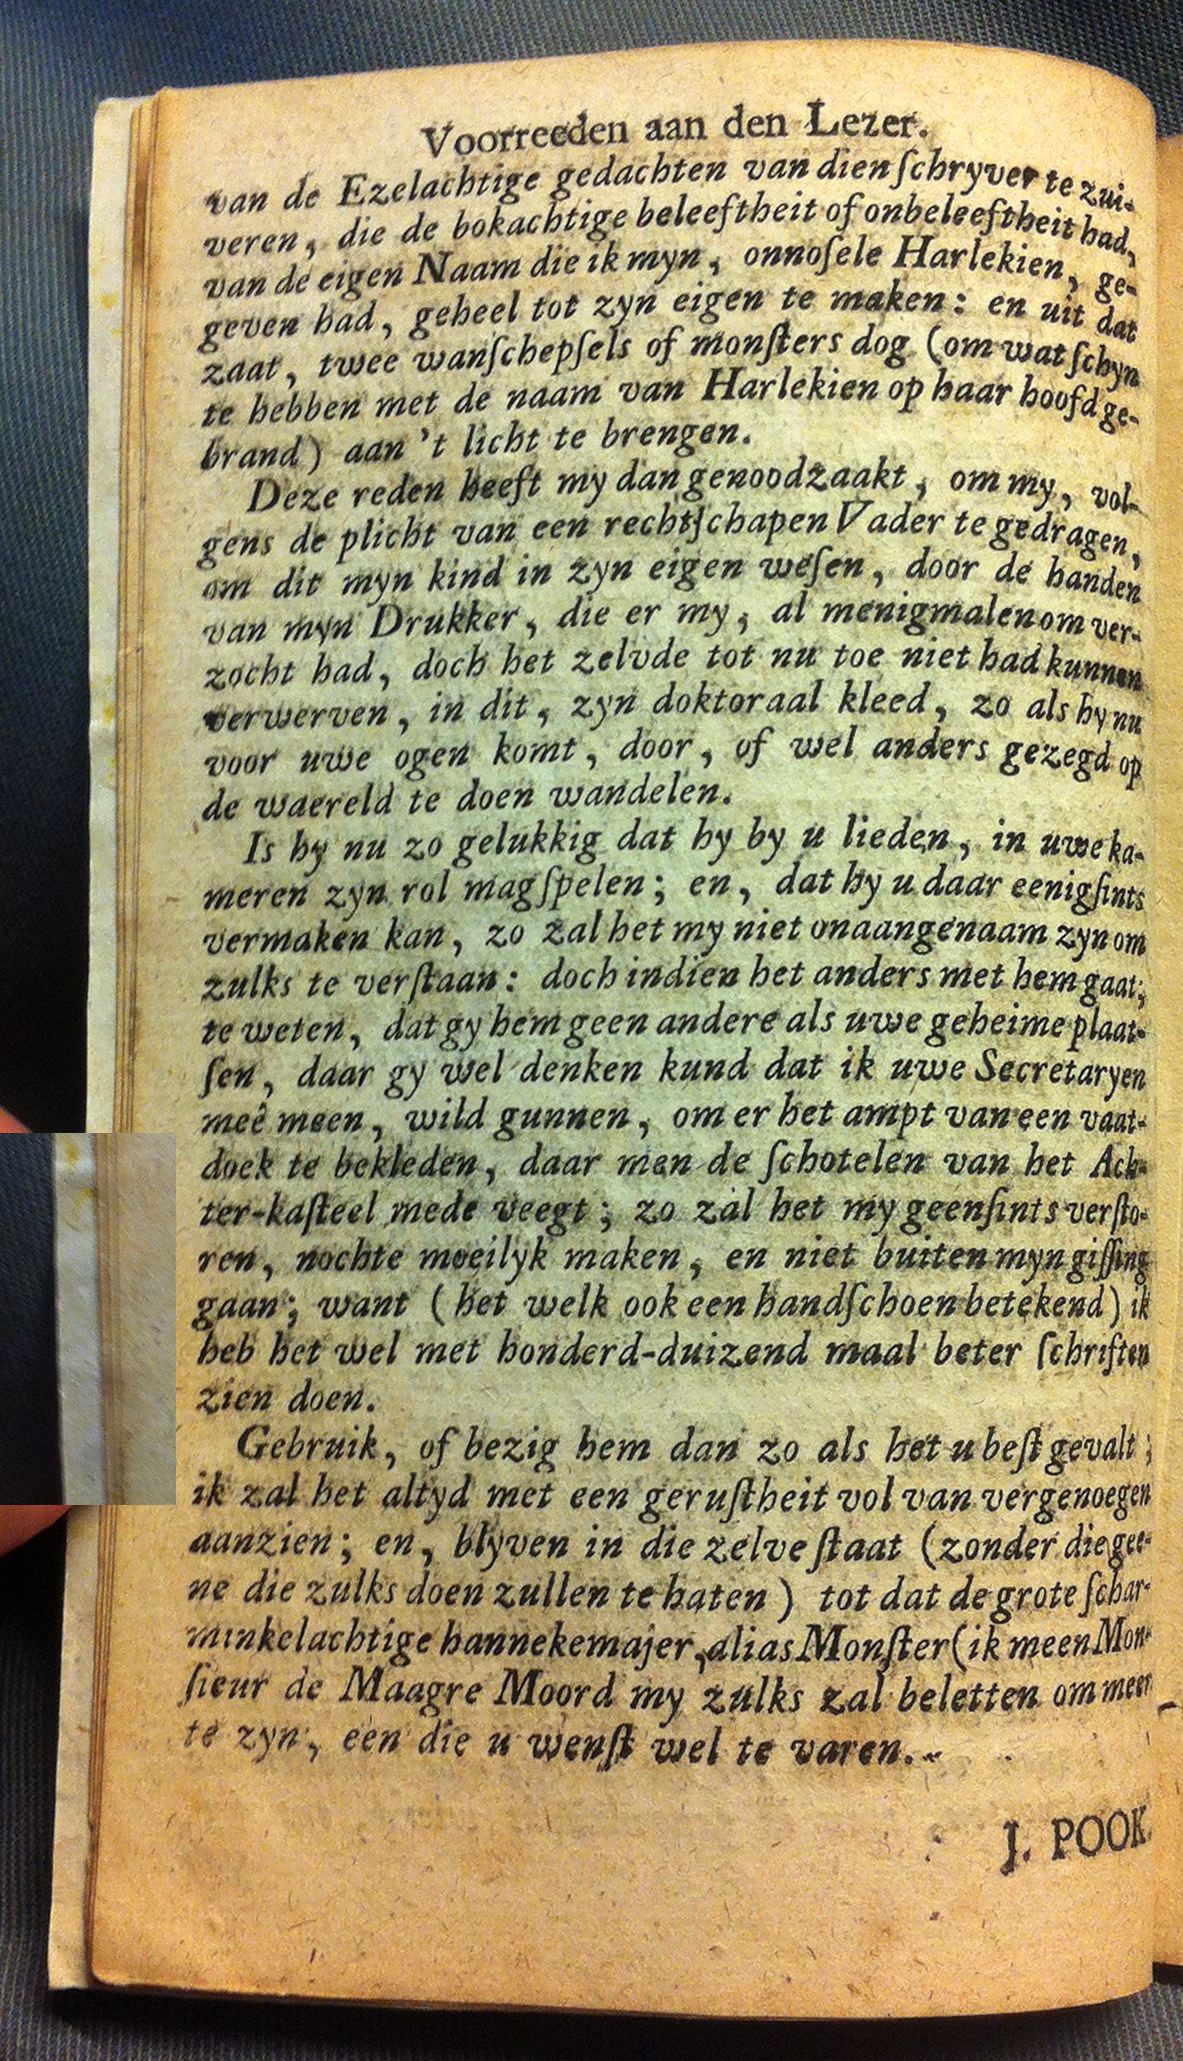 Voorreeden aan den Lezer.
van de Ezelachtige gedachten van dien ſchryver te zui-
veren, die de bokachtige beleeftheit of onbeleeftheit had,
van de eigen Naam die ik myn, onnoſele Harlekien, ge-
geven had, geheel tot zyn eigen te maken: en uit dat
zaat, twee wanſchepſels of monſters dog (om wat ſchyn
te hebben met de naam van Harlekien op haar hoofd ge-
brand) aan 't licht te brengen.
Deze reden heeft my dan genoodzaakt, om my, vol-
gens de plicht van een rechtſchapen Vader te gedragen,
om dit myn kind in zyn eigen weſen, door de handen
van myn Drukker, die er my, al menigmalen om ver-
zocht had, doch het zelvde tot nu toe niet had kunnen
verwerven, in dit, zyn doktoraal kleed, zo als hy nu
voor uwe ogen komt, door, of wel anders gezegd op
de waereld te doen wandelen.
Is hy nu zo gelukkig dat hy by u lieden, in uwe ka-
meren zyn rol mag ſpelen; en, dat hy u daar eenigſints
vermaken kan, zo zal het my niet onaangenaam zyn om
zulks te verſtaan: doch indien het anders met hem gaat;
te weten, dat gy hem geen andere als uwe geheime plaat-
ſen, daar gy wel denken kund dat ik uwe Secretaryen
meê meen, wild gunnen, om er het ampt van een vaat-
doek te bekleden, daar men de ſchotelen van het Ach-
ter-kaſteel mede veegt; zo zal het my geenſints verſto-
ren, nochte moeilyk maken, en niet buiten myn giſſing
gaan; want (het welk ook een handſchoen betekend) ik
heb het wel met honderd-duizend maal beter ſchriften
zien doen.
Gebruik, of bezig hem dan zo als het u beſt gevalt;
ik zal het altyd met een geruſtheit vol van vergenoegen
aanzien; en, blyven in die zelve ſtaat (zonder die gee-
ne die zulks doen zullen te haten) tot dat de grote ſchar-
minkelachtige hannekemajer, alias Monſter (ik meen Mon-
ſieur de Maagre Moord my zulks zal beletten om meer
te zyn, een die u wenſt wel te varen.
J. POOK.